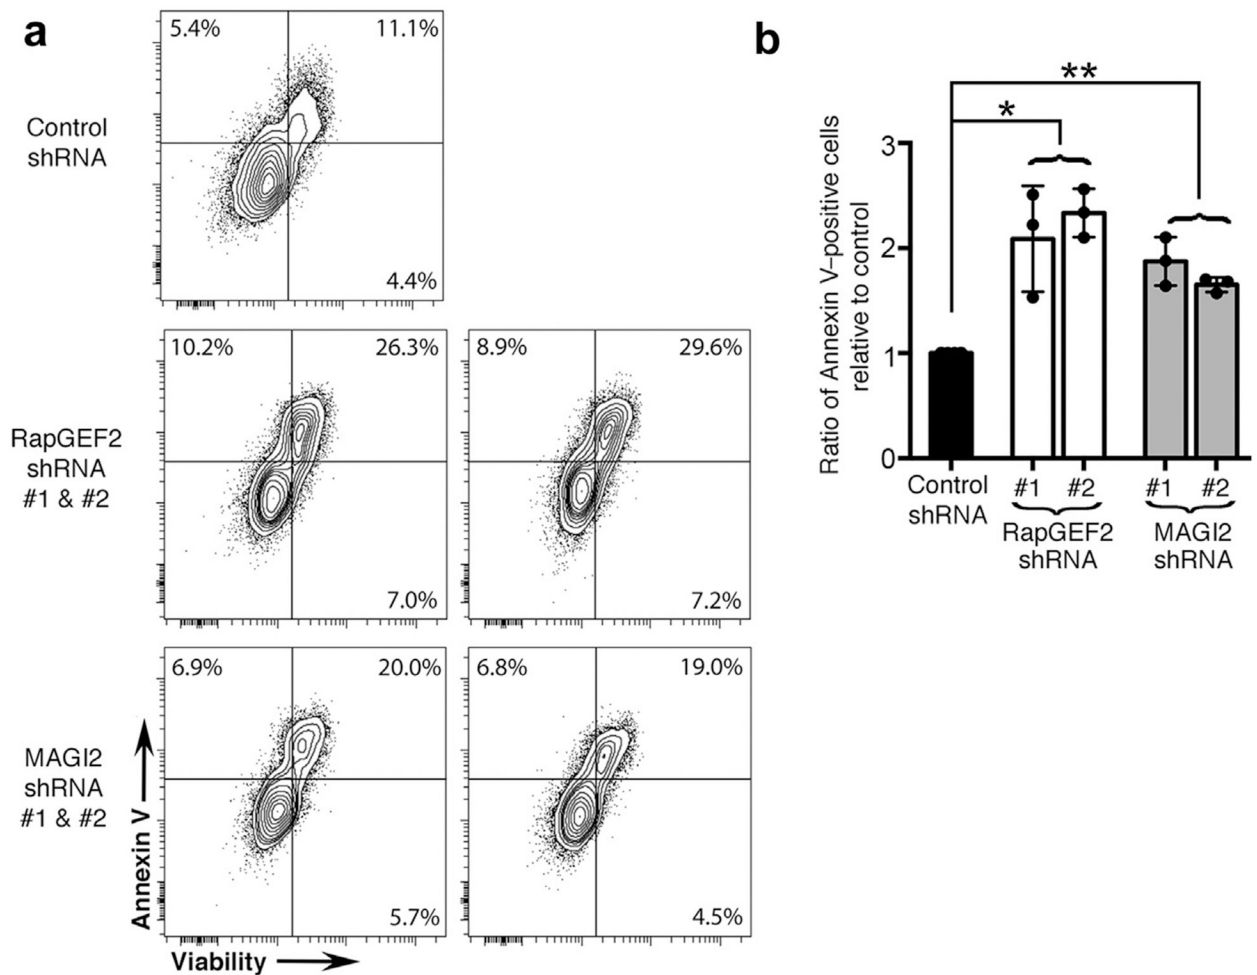 a
5.4%
11.1%
Control
shRNA
4.4%
10.2%
26.3%
8.9%
29.6%
RapGEF2
shRNA
#1 & #2
7.0%
7.2%
6.9%
20.0%
6.8%
19.0%
MAGI2
shRNA
#1 & #2
5.7%
4.5%
Annexin V
Viability
b
**
*
Ratio of Annexin V–positive cells
relative to control
3
2
1
0
Control
shRNA
#1 #2
RapGEF2
shRNA
#1 #2
MAGI2
shRNA